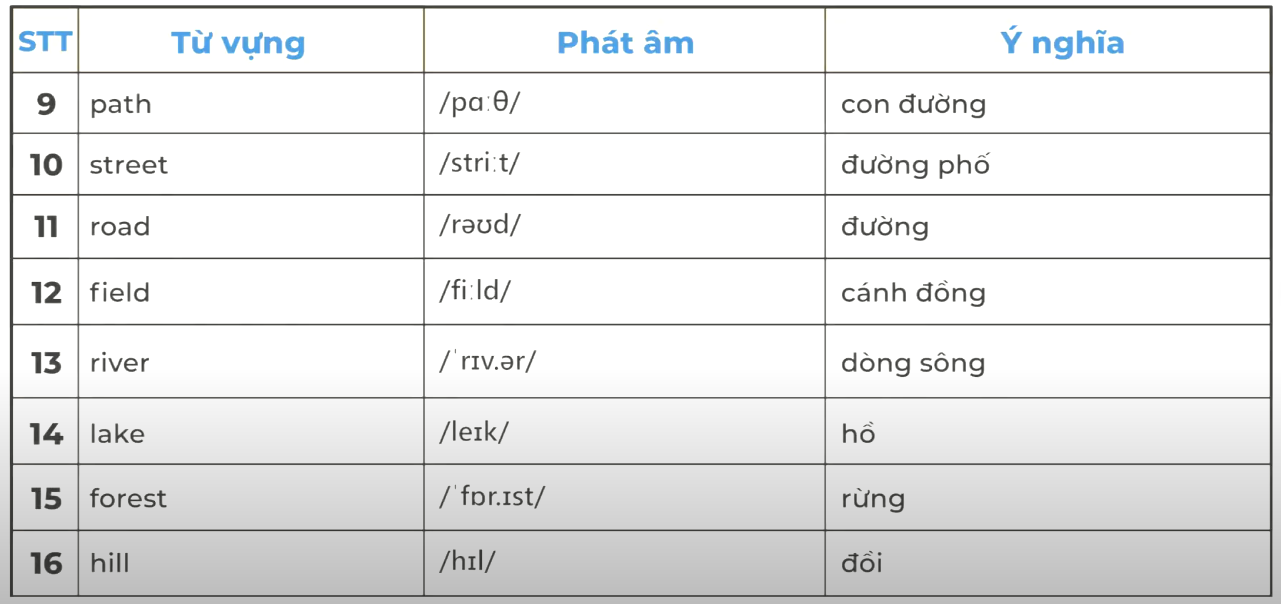 STT Từ vựng Phát âm Ý nghĩa
9 path /pɑːθ/ con đường
10 street /striːt/ đường phố
11 road /rəʊd/ đường
12 field /fiːld/ cánh đồng
13 river /ˈrɪv.ər/ dòng sông
14 lake /leɪk/ hồ
15 forest /ˈfɒr.ɪst/ rừng
16 hill /hɪl/ đồi